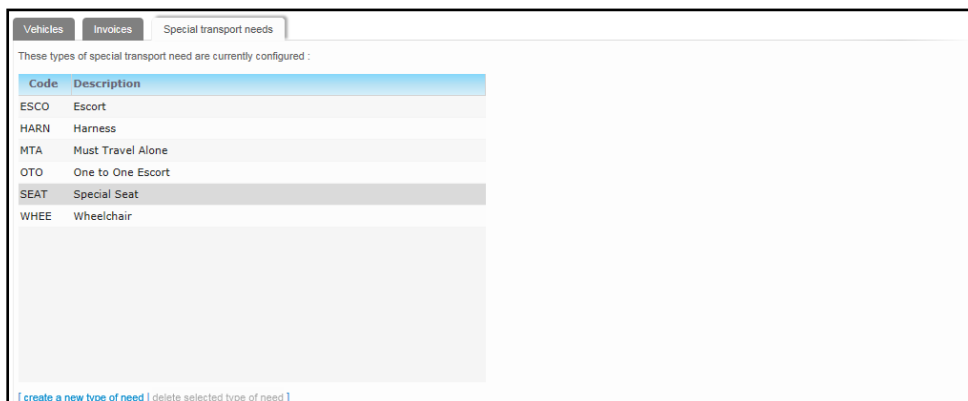 Vehicles Invoices Special transport needs
These types of special transport need are currently configured :
Code Description
ESCO Escort
HARN Harness
MTA Must Travel Alone
OTO One to One Escort
SEAT Special Seat
WHEE Wheelchair
[ create a new type of need | delete selected type of need ]